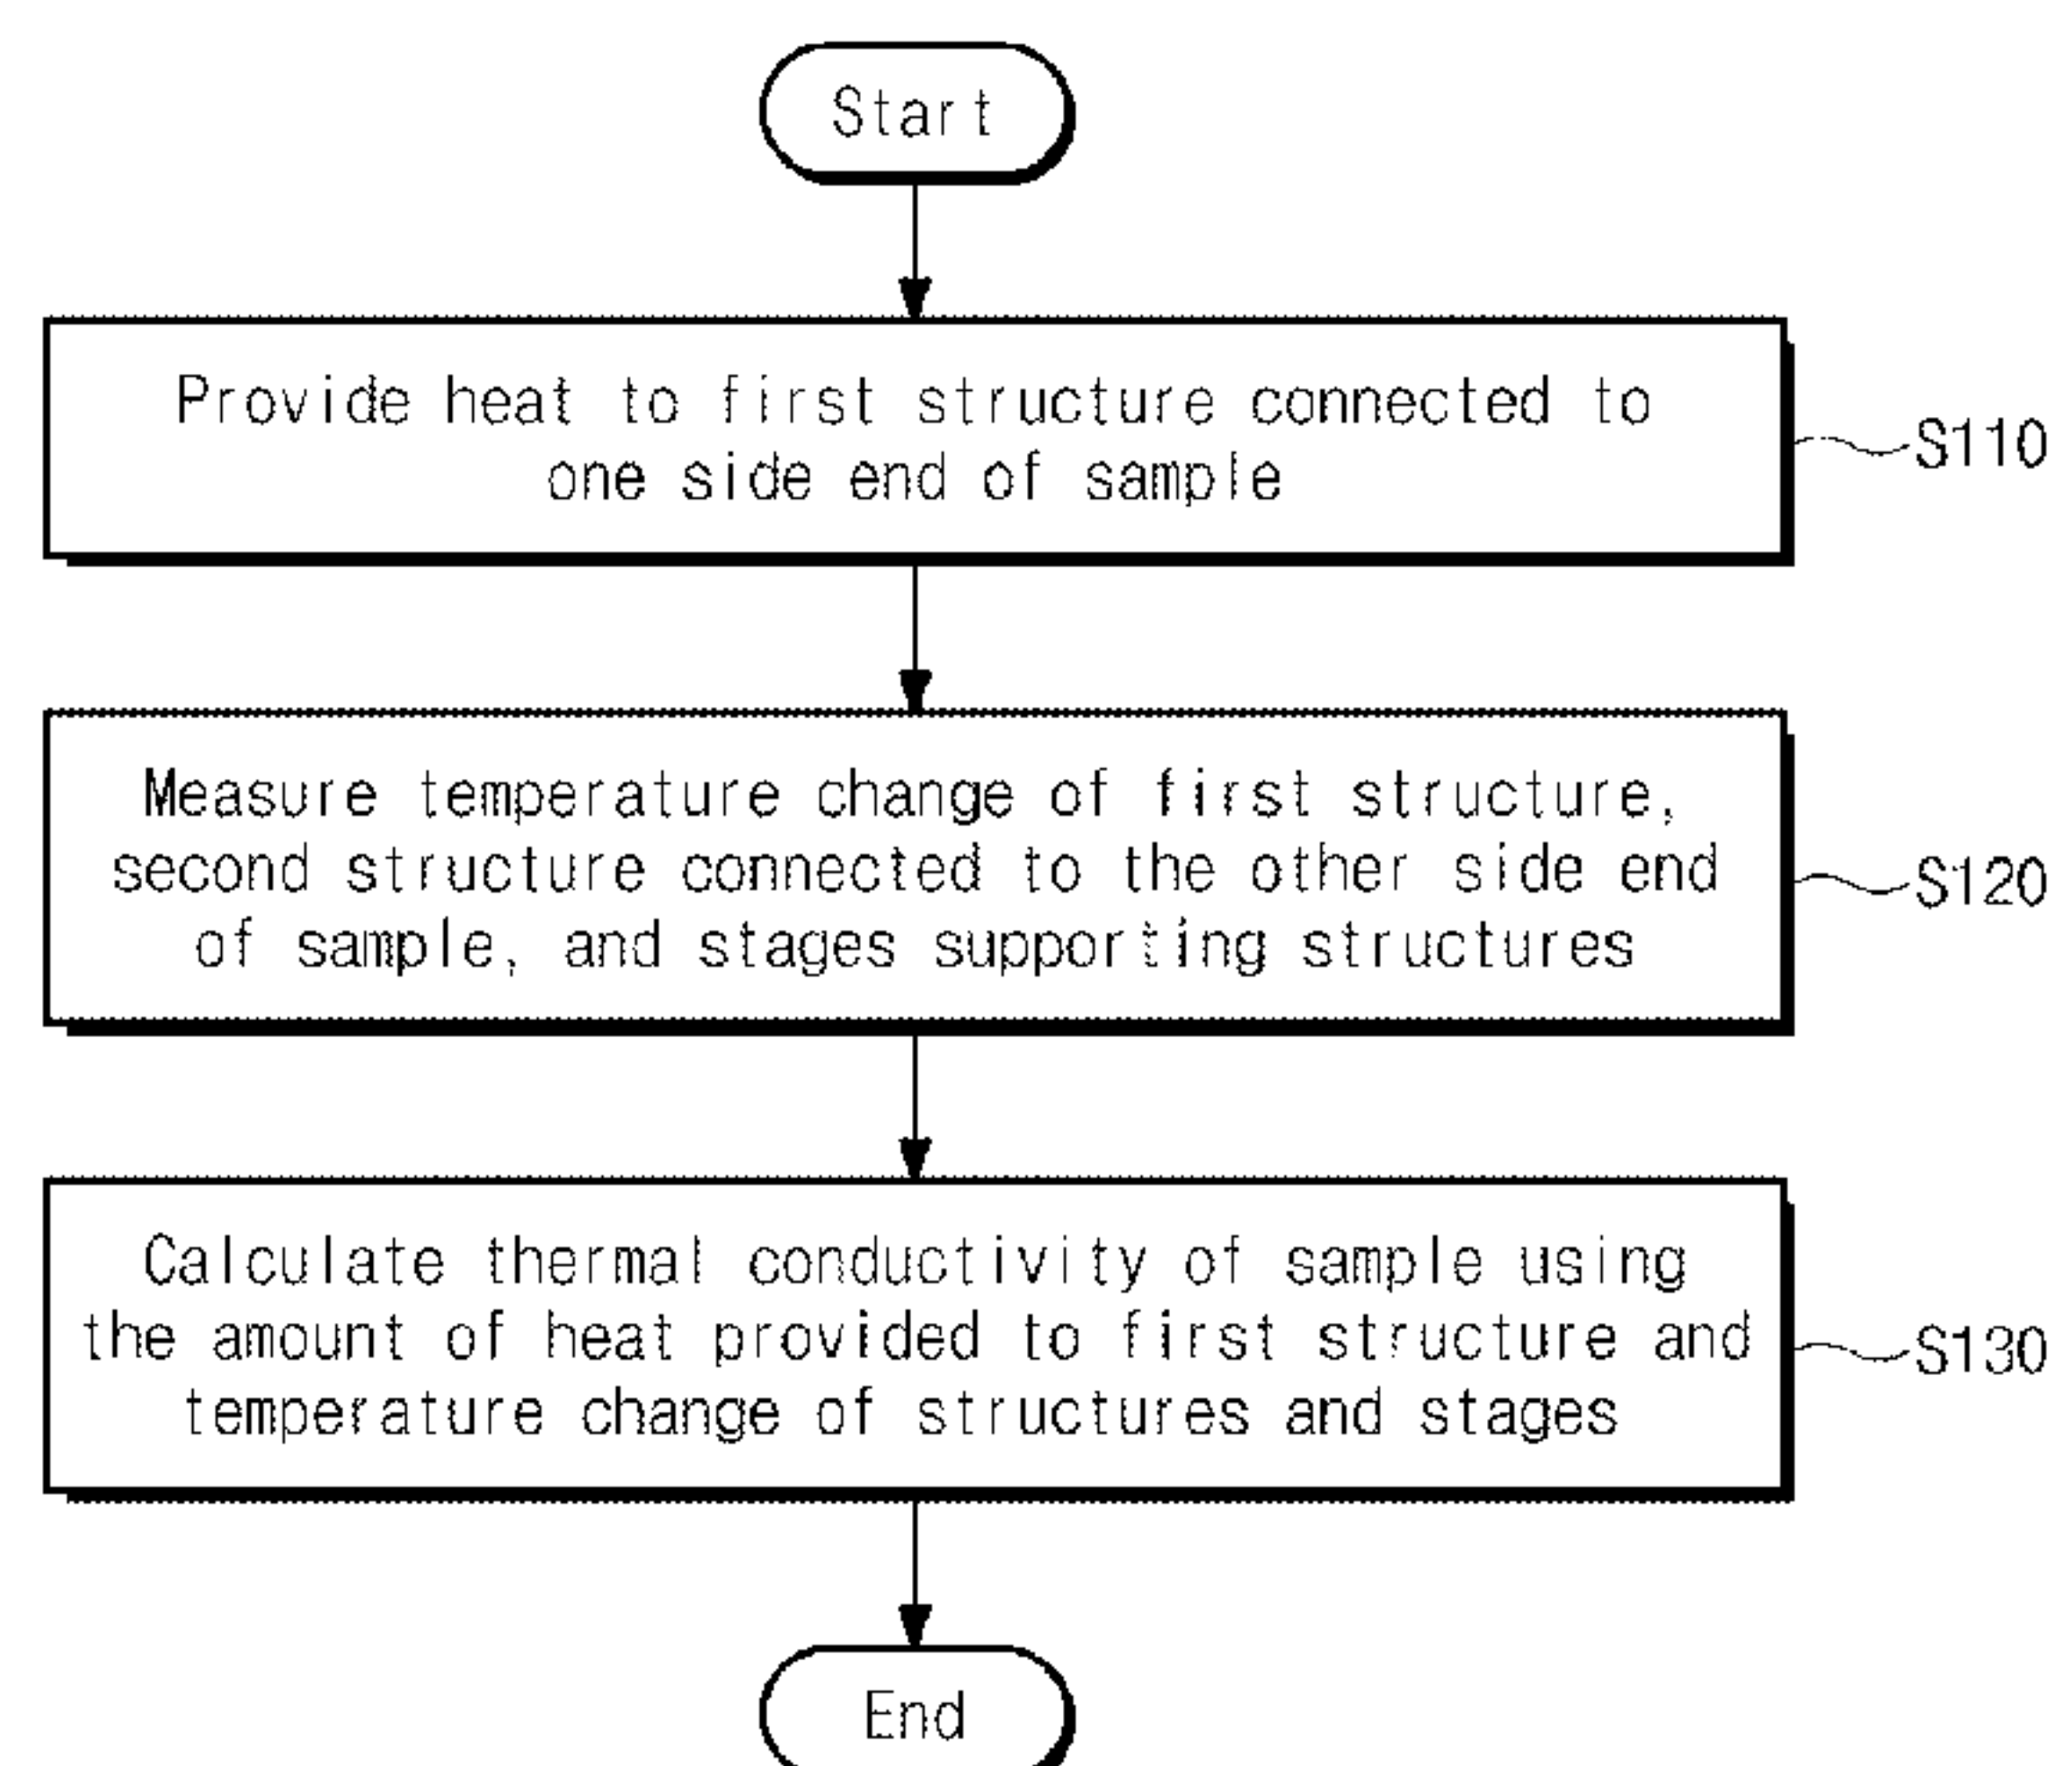 Start
Provide heat to first structure connected to
one side end of sample
S110
Measure temperature change of first structure,
second structure connected to the other side end
of sample, and stages supporting structures
S120
Calculate thermal conductivity of sample using
the amount of heat provided to first structure and
temperature change of structures and stages
S130
End